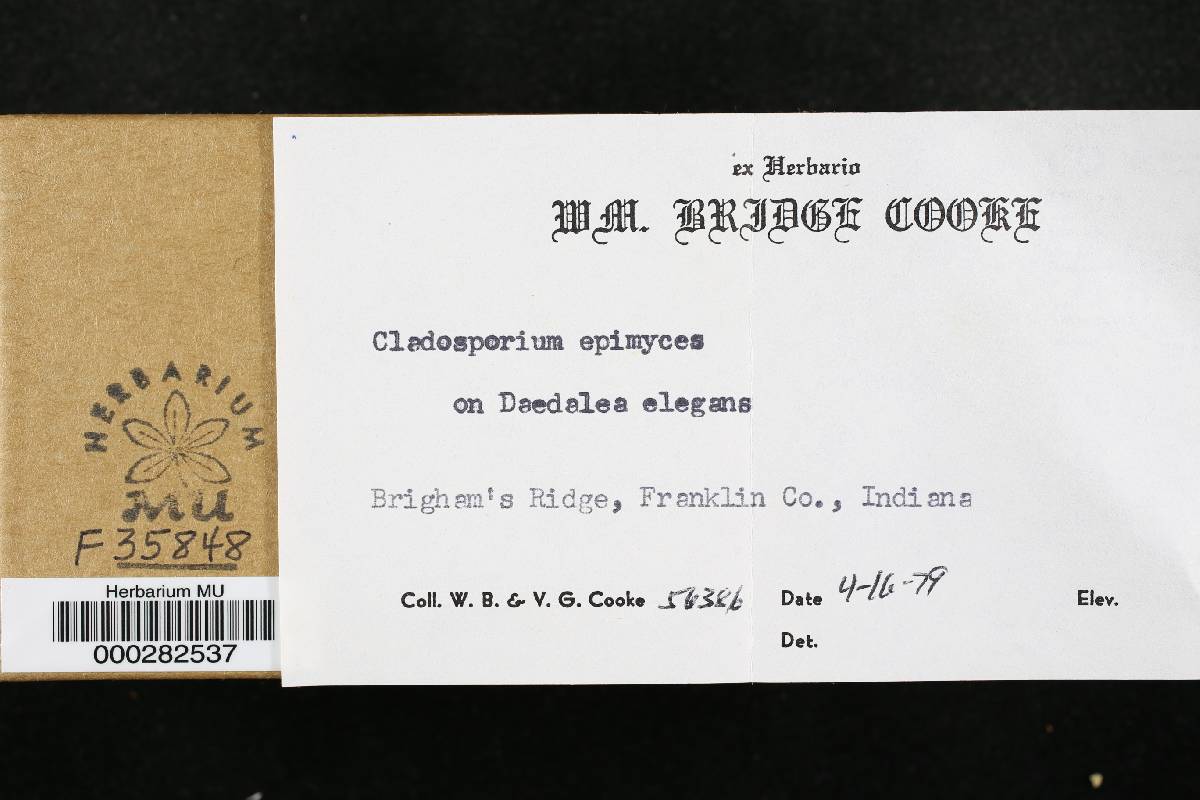 ex Herbario
WM. BRIDGE COOKE
Cladosporium epimyces
on Daedalea elegans
Brigham's Ridge, Franklin Co., Indiana
Coll. W. B. & V. G. Cooke 56386 Date 4-16-79 Elev.
Det.
HERBARIUM
MU
F 35848
Herbarium MU
000282537